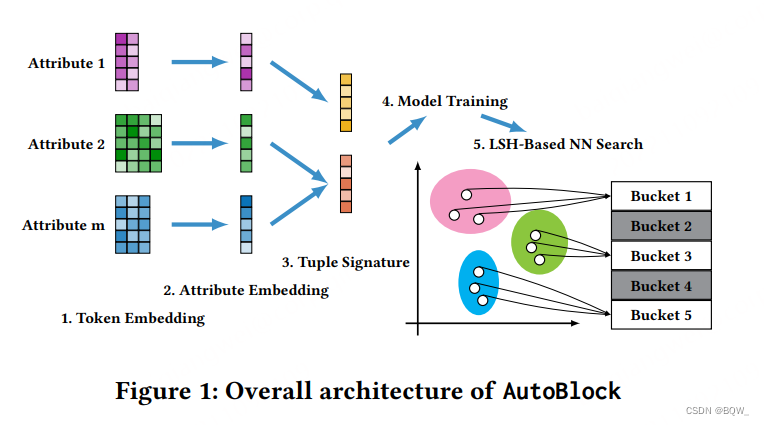 Attribute 1
Attribute 2
Attribute m
1. Token Embedding
2. Attribute Embedding
3. Tuple Signature
4. Model Training
5. LSH-Based NN Search
Bucket 1
Bucket 2
Bucket 3
Bucket 4
Bucket 5
Figure 1: Overall architecture of AutoBlock
CSDN @BQW_